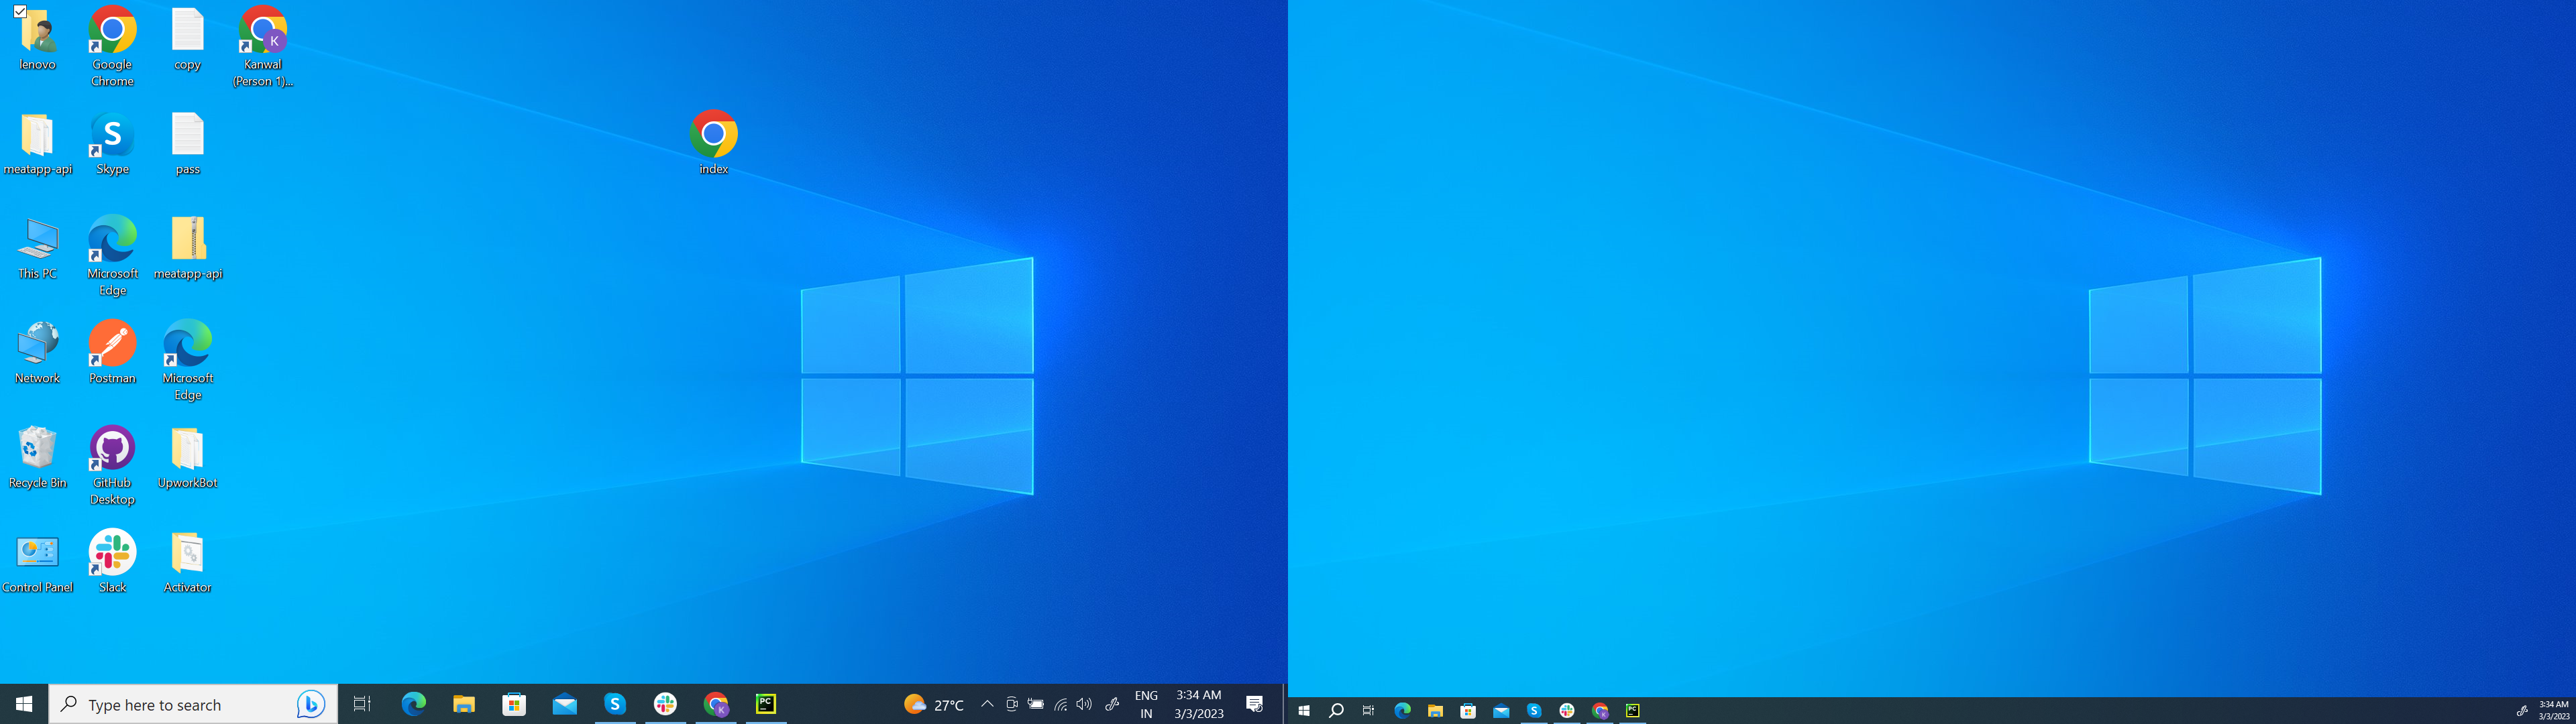 lenovo
Google
Chrome
copy
K
Kanwal
(Person 1)...
meatapp-api
S
Skype
pass
index
This PC
Microsoft
Edge
meatapp-api
Network
Postman
Microsoft
Edge
Recycle Bin
GitHub
Desktop
UpworkBot
Control Panel
Slack
Activator
Type here to search
S
K
PC
27°C
ENG
IN
3:34 AM
3/3/2023
S
PC
3:34 AM
3/3/2023